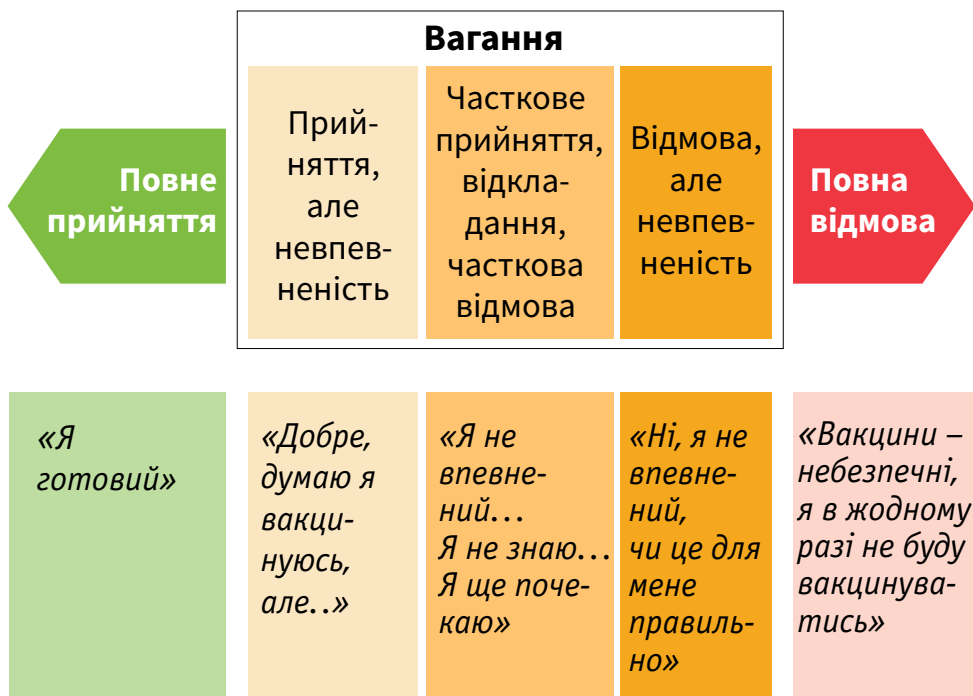 Вагання
Повне
прийняття
Прий-
няття,
але
невпев-
неність
Часткове
прийняття,
відкла-
дання,
часткова
відмова
Відмова,
але
невпев-
неність
Повна
відмова
«Я
готовий»
«Добре,
думаю я
вакци-
нуюсь,
але..»
«Я не
впевне-
ний...
Я не знаю...
Я ще поче-
каю»
«Ні, я не
впевне-
ний,
чи це для
мене
правиль-
но»
«Вакцини –
небезпечні,
я в жодному
разі не буду
вакцинува-
тись»